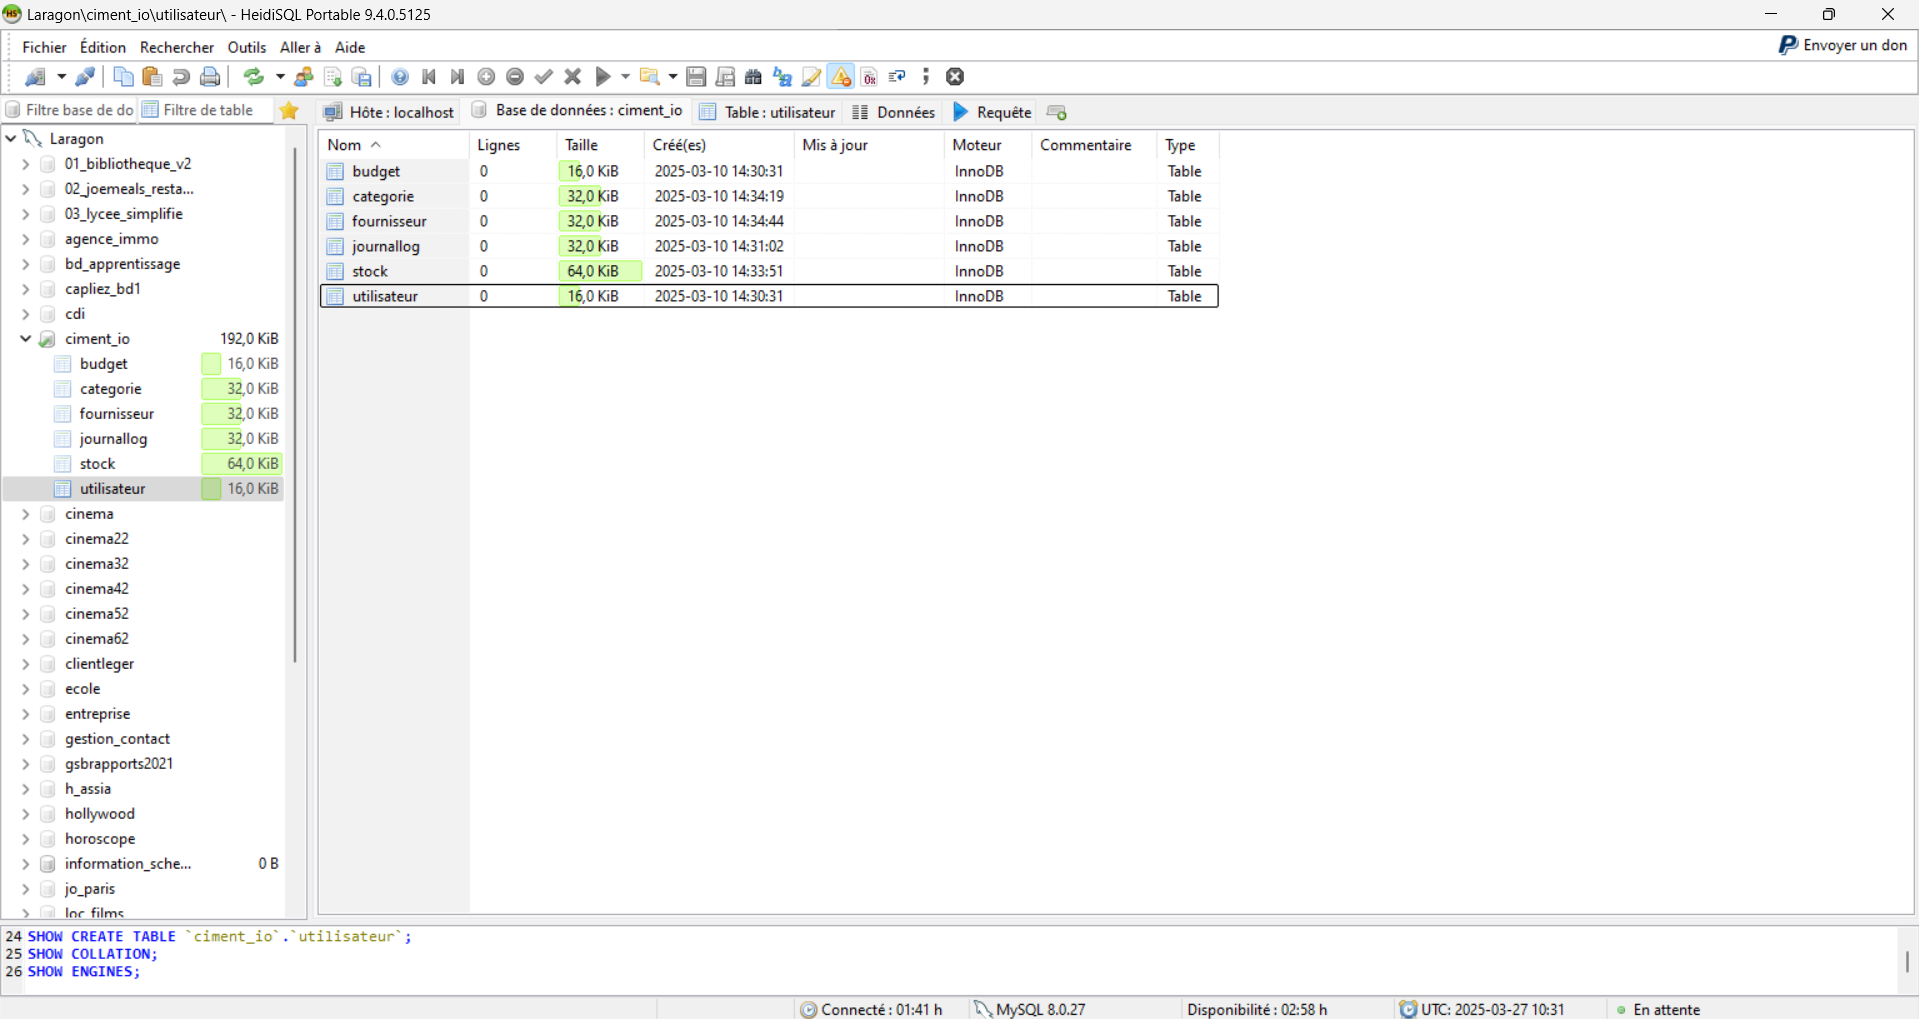 Laragon\ciment_io\utilisateur\ - HeidiSQL Portable 9.4.0.5125
Fichier Édition Rechercher Outils Aller à Aide
Envoyer un don
Filtre base de do Filtre de table
Hôte : localhost Base de données : ciment_io Table : utilisateur Données Requête
Laragon
01_bibliotheque_v2
02_joemeals_resta...
03_lycee_simplifie
agence_immo
bd_apprentissage
capliez_bd1
cdi
ciment_io 192,0 KiB
budget 16,0 KiB
categorie 32,0 KiB
fournisseur 32,0 KiB
journallog 32,0 KiB
stock 64,0 KiB
utilisateur 16,0 KiB
cinema
cinema22
cinema32
cinema42
cinema52
cinema62
clientleger
ecole
entreprise
gestion_contact
gsbrapports2021
h_assia
hollywood
horoscope
information_sche... 0 B
jo_paris
loc_films
Nom Lignes Taille Créé(es) Mis à jour Moteur Commentaire Type
budget 0 16,0 KiB 2025-03-10 14:30:31 InnoDB Table
categorie 0 32,0 KiB 2025-03-10 14:34:19 InnoDB Table
fournisseur 0 32,0 KiB 2025-03-10 14:34:44 InnoDB Table
journallog 0 32,0 KiB 2025-03-10 14:31:02 InnoDB Table
stock 0 64,0 KiB 2025-03-10 14:33:51 InnoDB Table
utilisateur 0 16,0 KiB 2025-03-10 14:30:31 InnoDB Table
24 SHOW CREATE TABLE `ciment_io`.`utilisateur`;
25 SHOW COLLATION;
26 SHOW ENGINES;
Connecté : 01:41 h MySQL 8.0.27 Disponibilité : 02:58 h UTC: 2025-03-27 10:31 En attente